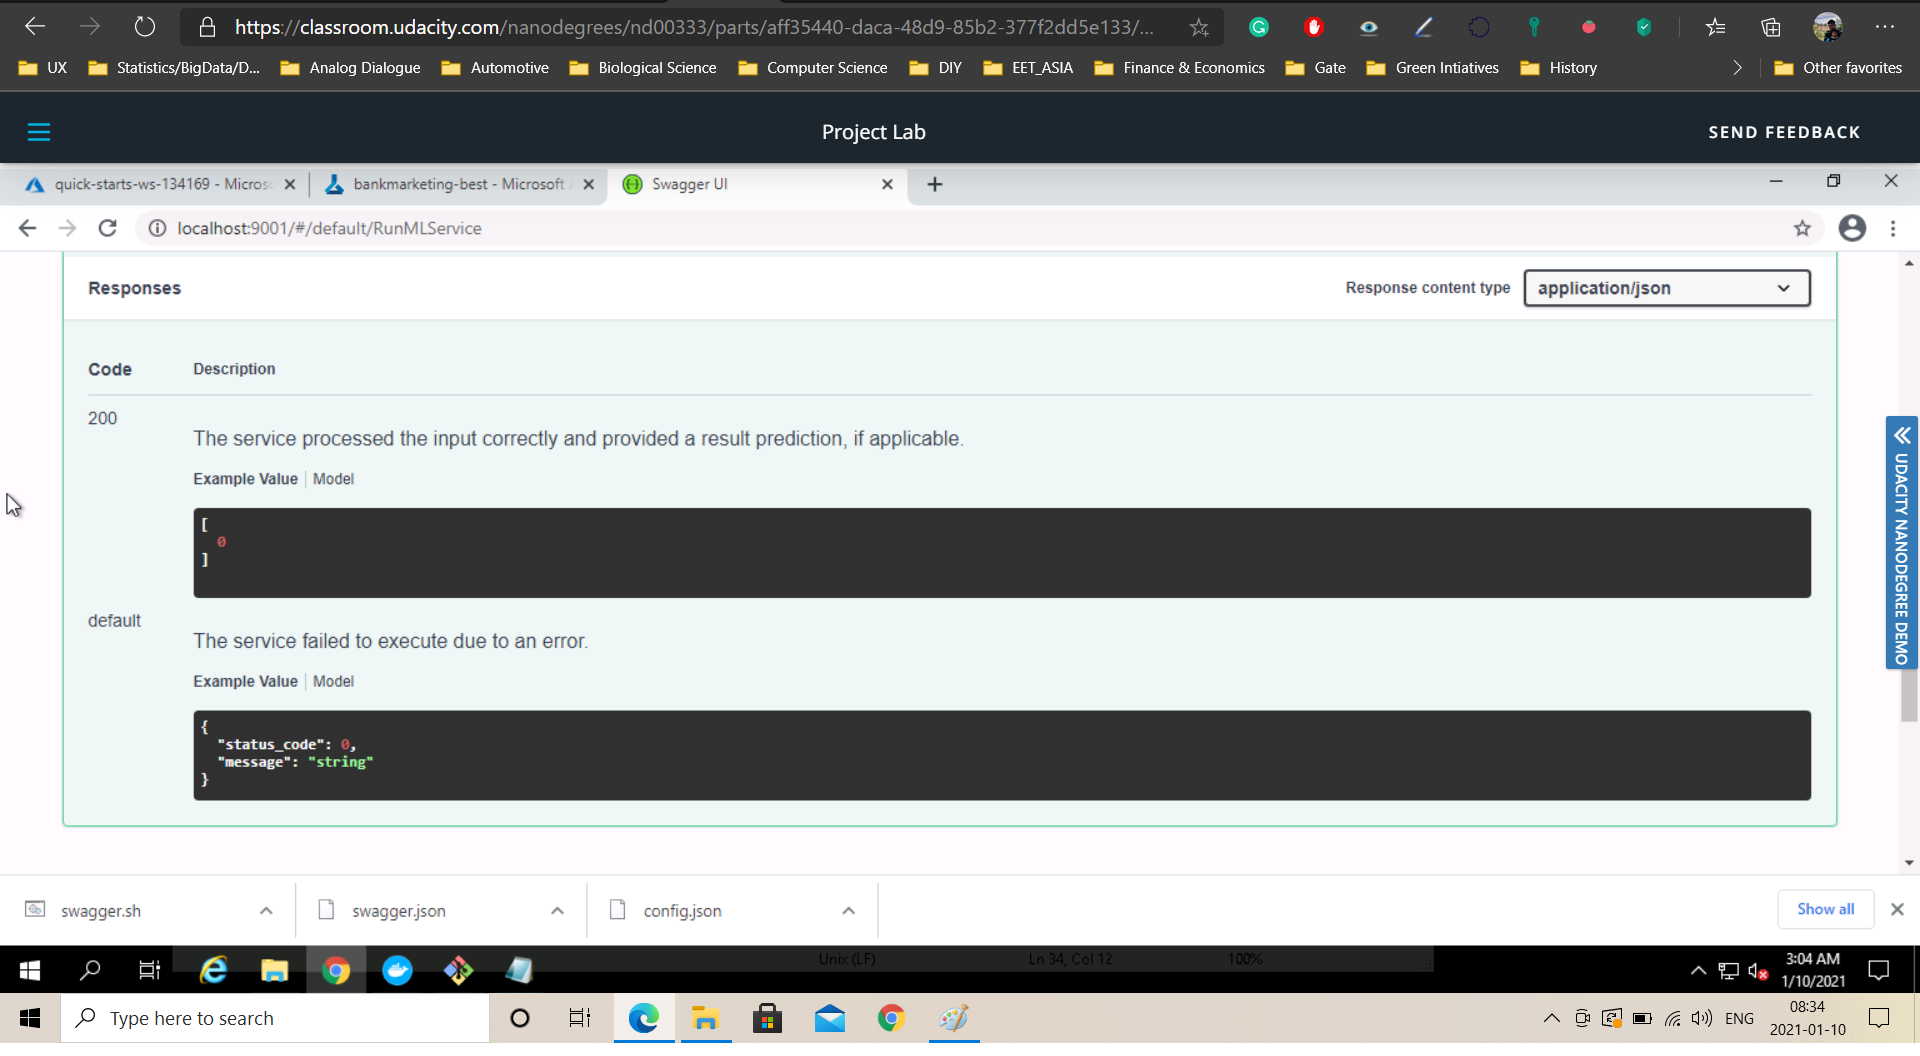 https://classroom.udacity.com/nanodegrees/nd00333/parts/aff35440-daca-48d9-85b2-377f2dd5e133/...
UX Statistics/BigData/D... Analog Dialogue Automotive Biological Science Computer Science DIY EET_ASIA Finance & Economics Gate Green Intiatives History Other favorites
Project Lab SEND FEEDBACK
quick-starts-ws-134169 - Micros bankmarketing-best - Microsoft Swagger UI
localhost:9001/#/default/RunMLService
Responses Response content type application/json
Code Description
200
The service processed the input correctly and provided a result prediction, if applicable.
Example Value Model
[
0
]
default
The service failed to execute due to an error.
Example Value Model
{
"status_code": 0,
"message": "string"
}
UDACITY NANODEGREE DEMO
swagger.sh swagger.json config.json Show all
Unix (LF) Ln 34, Col 12 100%
3:04 AM
1/10/2021
Type here to search
ENG
08:34
2021-01-10